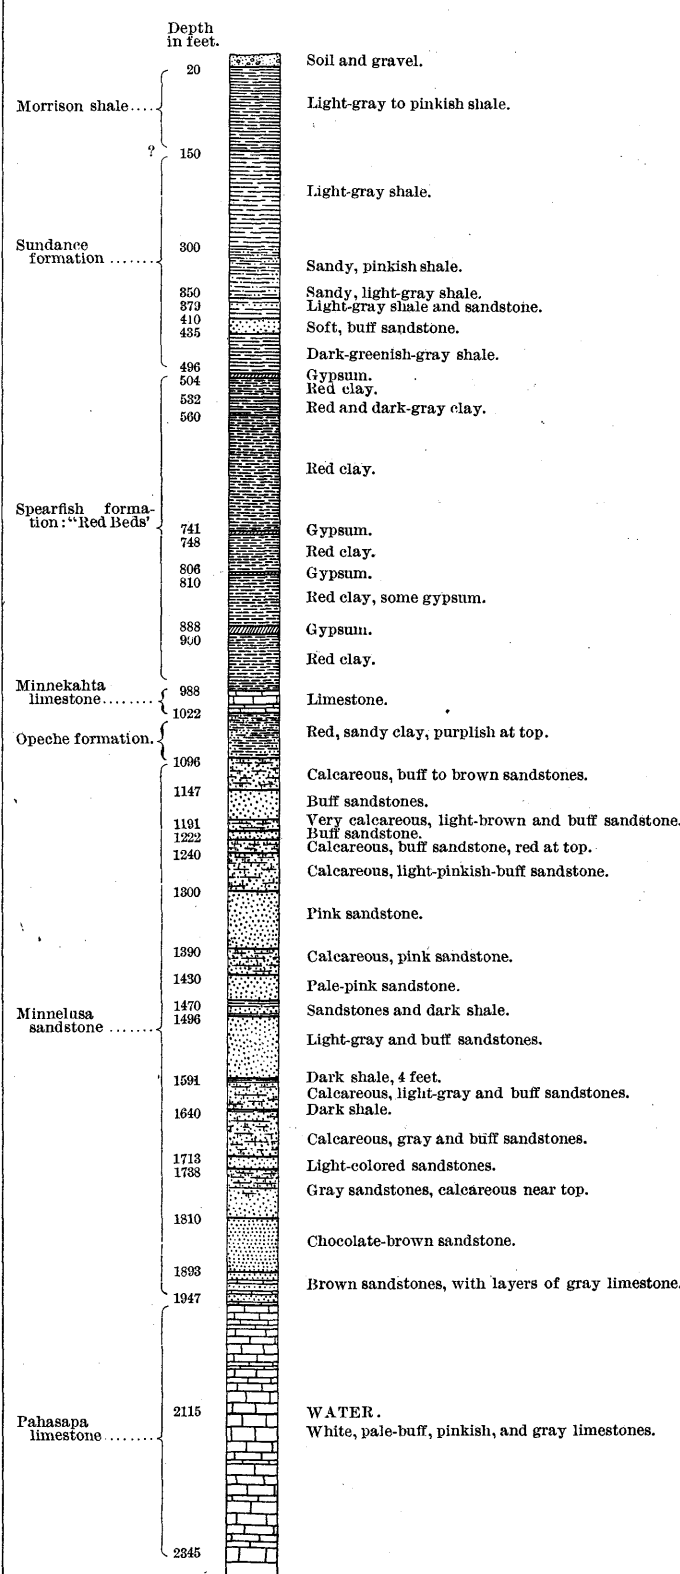 Depth
in feet.
Soil and gravel.
20
Morrison shale....
Light-gray to pinkish shale.
? 150
Light-gray shale.
Sundance
formation ......
300
Sandy, pinkish shale.
850
Sandy, light-gray shale.
879
Light-gray shale and sandstone.
410
Soft, buff sandstone.
435
Dark-greenish-gray shale.
496
Gypsum.
504
Red clay.
532
Red and dark-gray clay.
560
Red clay.
Spearfish forma-
tion: "Red Beds'
741
Gypsum.
748
Red clay.
806
Gypsum.
810
Red clay, some gypsum.
888
Gypsum.
900
Red clay.
Minnekahta
limestone........
988
Limestone.
1022
Opeche formation.
Red, sandy clay, purplish at top.
1096
Calcareous, buff to brown sandstones.
1147
Buff sandstones.
1191
Very calcareous, light-brown and buff sandstone.
1222
Buff sandstone.
Calcareous, buff sandstone, red at top.
1240
Calcareous, light-pinkish-buff sandstone.
1300
Pink sandstone.
1390
Calcareous, pink sandstone.
1430
Pale-pink sandstone.
1470
Sandstones and dark shale.
1496
Minnelusa
sandstone ......
Light-gray and buff sandstones.
1591
Dark shale, 4 feet.
Calcareous, light-gray and buff sandstones.
1640
Dark shale.
Calcareous, gray and buff sandstones.
1713
Light-colored sandstones.
1738
Gray sandstones, calcareous near top.
1810
Chocolate-brown sandstone.
1893
Brown sandstones, with layers of gray limestone.
1947
2115
WATER.
Pahasapa
limestone........
White, pale-buff, pinkish, and gray limestones.
2345